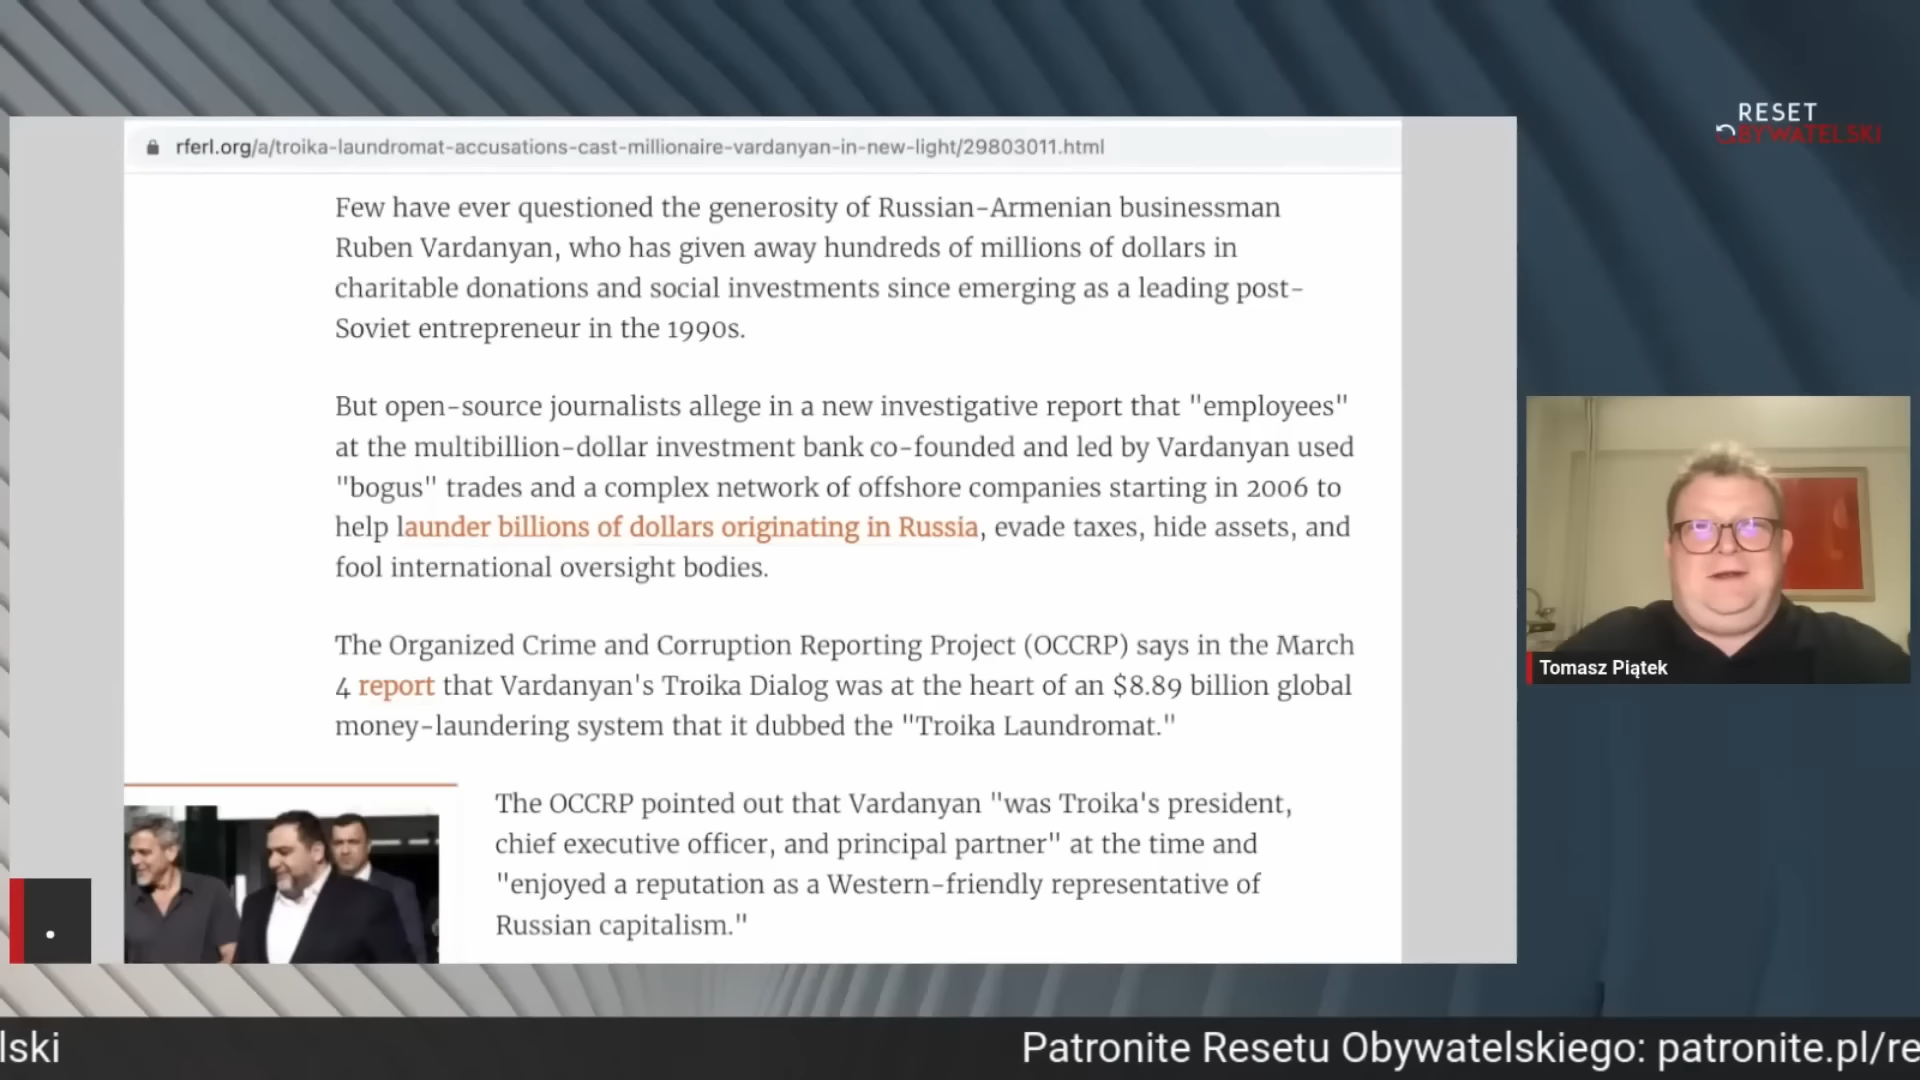 RESET
OBYWATELSKI
rferl.org/a/troika-laundromat-accusations-cast-millionaire-vardanyan-in-new-light/29803011.html
Few have ever questioned the generosity of Russian-Armenian businessman
Ruben Vardanyan, who has given away hundreds of millions of dollars in
charitable donations and social investments since emerging as a leading post-
Soviet entrepreneur in the 1990s.
But open-source journalists allege in a new investigative report that "employees"
at the multibillion-dollar investment bank co-founded and led by Vardanyan used
"bogus" trades and a complex network of offshore companies starting in 2006 to
help launder billions of dollars originating in Russia, evade taxes, hide assets, and
fool international oversight bodies.
The Organized Crime and Corruption Reporting Project (OCCRP) says in the March
4 report that Vardanyan's Troika Dialog was at the heart of an $8.89 billion global
money-laundering system that it dubbed the "Troika Laundromat."
The OCCRP pointed out that Vardanyan "was Troika's president,
chief executive officer, and principal partner" at the time and
"enjoyed a reputation as a Western-friendly representative of
Russian capitalism."
Tomasz Piątek
.
lski Patronite Resetu Obywatelskiego: patronite.pl/re